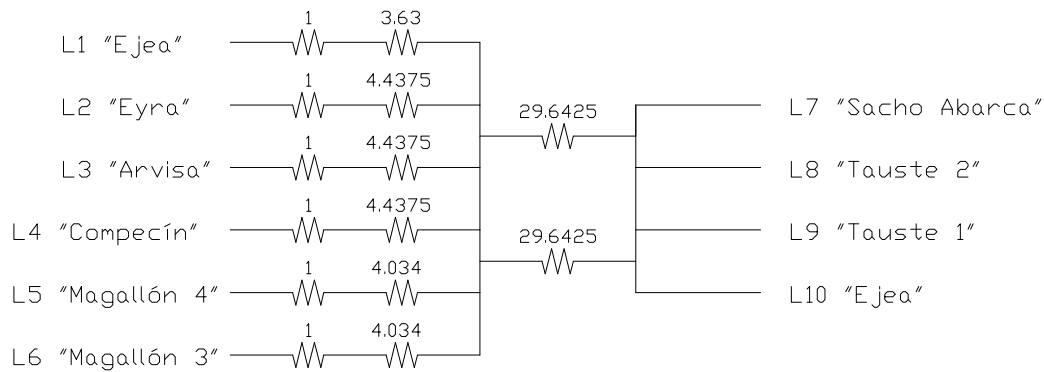 1 3.63
L1 "Ejea"
1 4.4375
L2 "Eyra"
1 4.4375
L3 "Arvisa"
1 4.4375
L4 "Compecín"
1 4.034
L5 "Magallón 4"
1 4.034
L6 "Magallón 3"
29.6425
29.6425
L7 "Sacho Abarca"
L8 "Tauste 2"
L9 "Tauste 1"
L10 "Ejea"